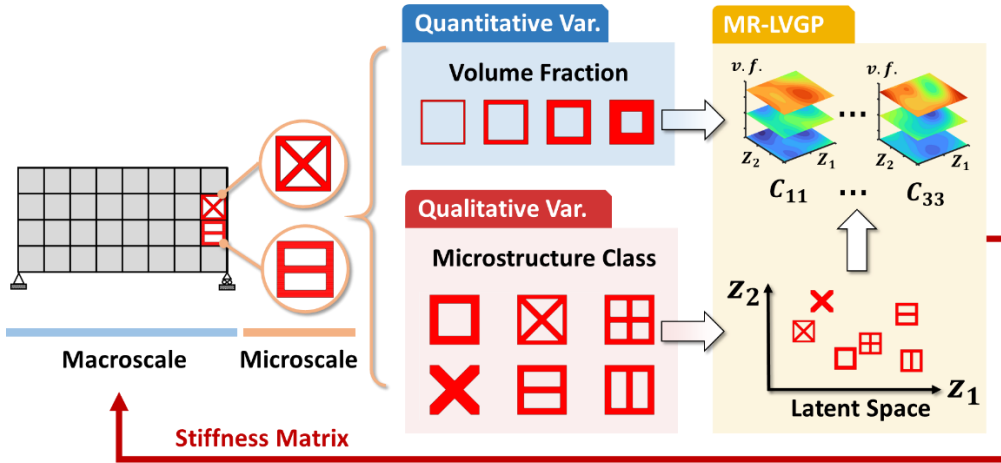 Quantitative Var.
Volume Fraction
MR-LVGP
v.f.
v.f.
...
Z₂
Z₁
Z₂
Z₁
C₁₁
...
C₃₃
Qualitative Var.
Microstructure Class
z₂
z₁
Latent Space
Macroscale
Microscale
Stiffness Matrix